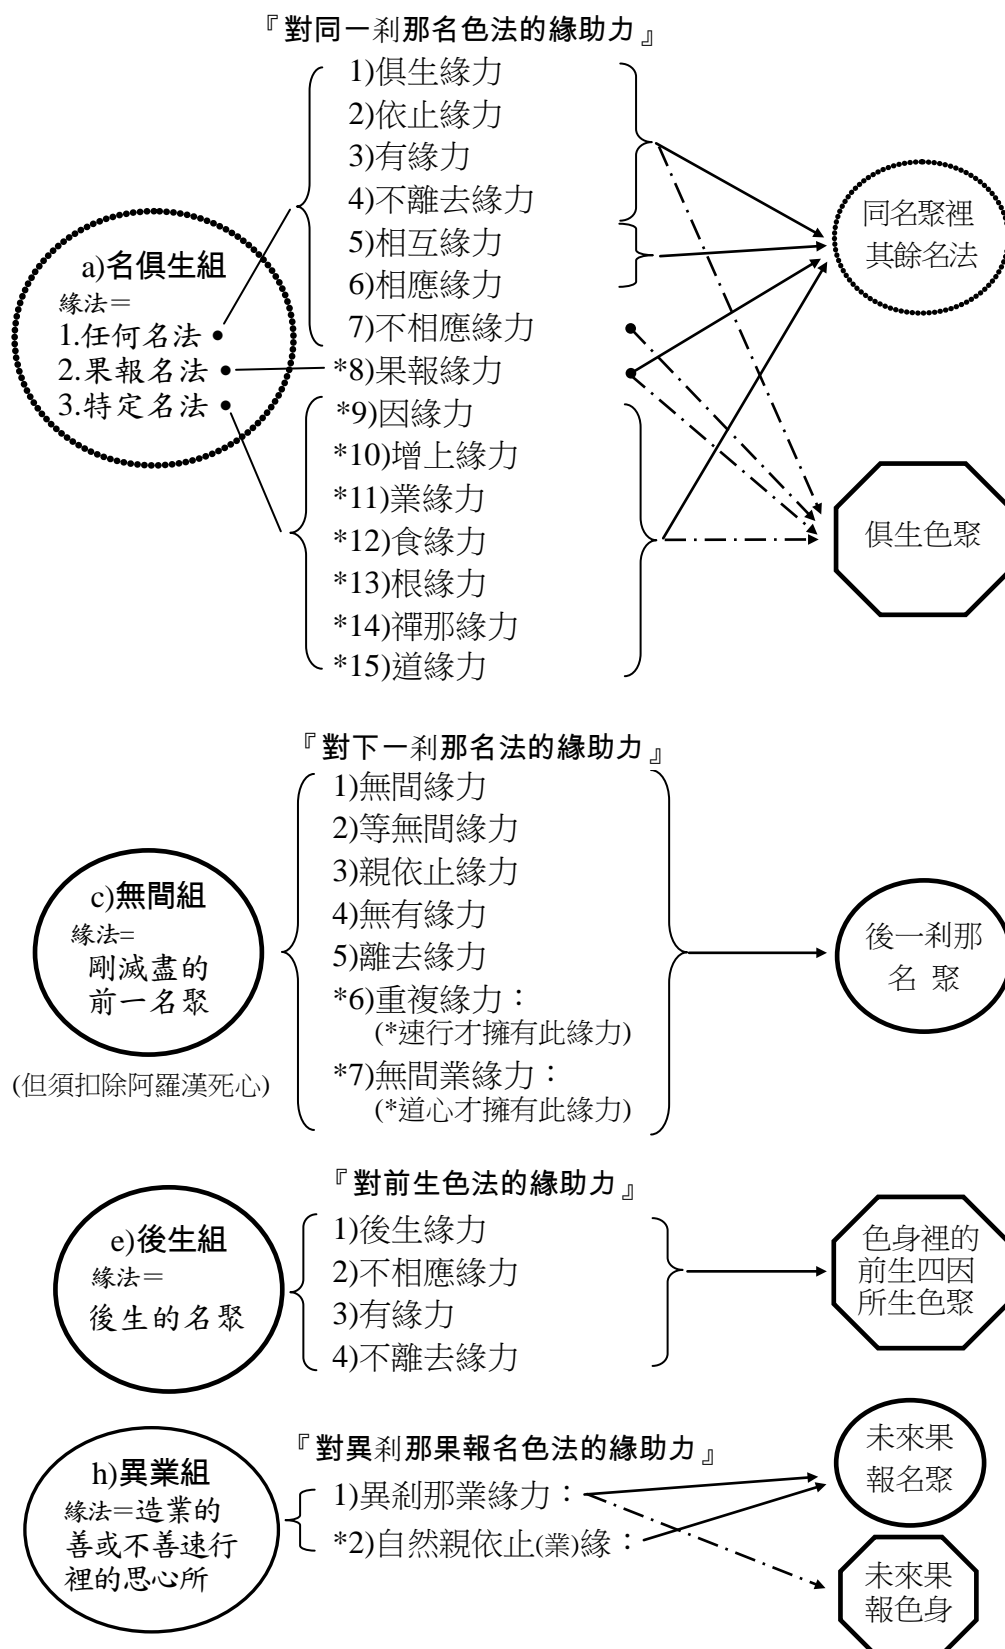 『對同一剎那名色法的緣助力』
1)俱生緣力
2)依止緣力
3)有緣力
4)不離去緣力
5)相互緣力
6)相應緣力
7)不相應緣力
*8)果報緣力
*9)因緣力
*10)增上緣力
*11)業緣力
*12)食緣力
*13)根緣力
*14)禪那緣力
*15)道緣力
a)名俱生組
緣法＝
1.任何名法
2.果報名法
3.特定名法
同名聚裡
其餘名法
俱生色聚
『對下一剎那名法的緣助力』
1)無間緣力
2)等無間緣力
3)親依止緣力
4)無有緣力
5)離去緣力
*6)重複緣力：
(*速行才擁有此緣力)
*7)無間業緣力：
(*道心才擁有此緣力)
c)無間組
緣法=
剛滅盡的
前一名聚
(但須扣除阿羅漢死心)
後一剎那
名 聚
『對前生色法的緣助力』
1)後生緣力
2)不相應緣力
3)有緣力
4)不離去緣力
e)後生組
緣法＝
後生的名聚
色身裡的
前生四因
所生色聚
『對異剎那果報名色法的緣助力』
1)異剎那業緣力：
*2)自然親依止(業)緣：
h)異業組
緣法＝造業的
善或不善速行
裡的思心所
未來果
報名聚
未來果
報色身